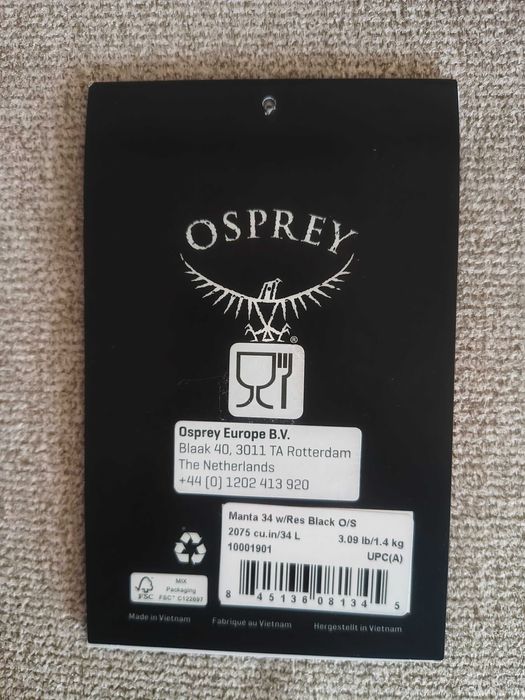 OSPREY
®
Osprey Europe B.V.
Blaak 40, 3011 TA Rotterdam
The Netherlands
+44 (0) 1202 413 920
Manta 34 w/Res Black O/S
2075 cu.in/34 L 3.09 lb/1.4 kg
10001901 UPC(A)
8 45136 08134 5
MIX
Packaging
FSC FSC® C122697
Made in Vietnam Fabriqué au Vietnam Hergestellt in Vietnam